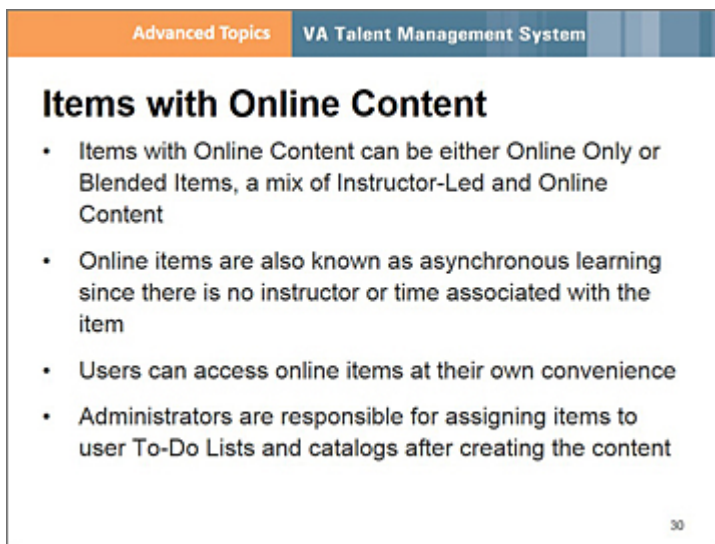 Advanced Topics VA Talent Management System
Items with Online Content
• Items with Online Content can be either Online Only or
Blended Items, a mix of Instructor-Led and Online
Content
• Online items are also known as asynchronous learning
since there is no instructor or time associated with the
item
• Users can access online items at their own convenience
• Administrators are responsible for assigning items to
user To-Do Lists and catalogs after creating the content
30